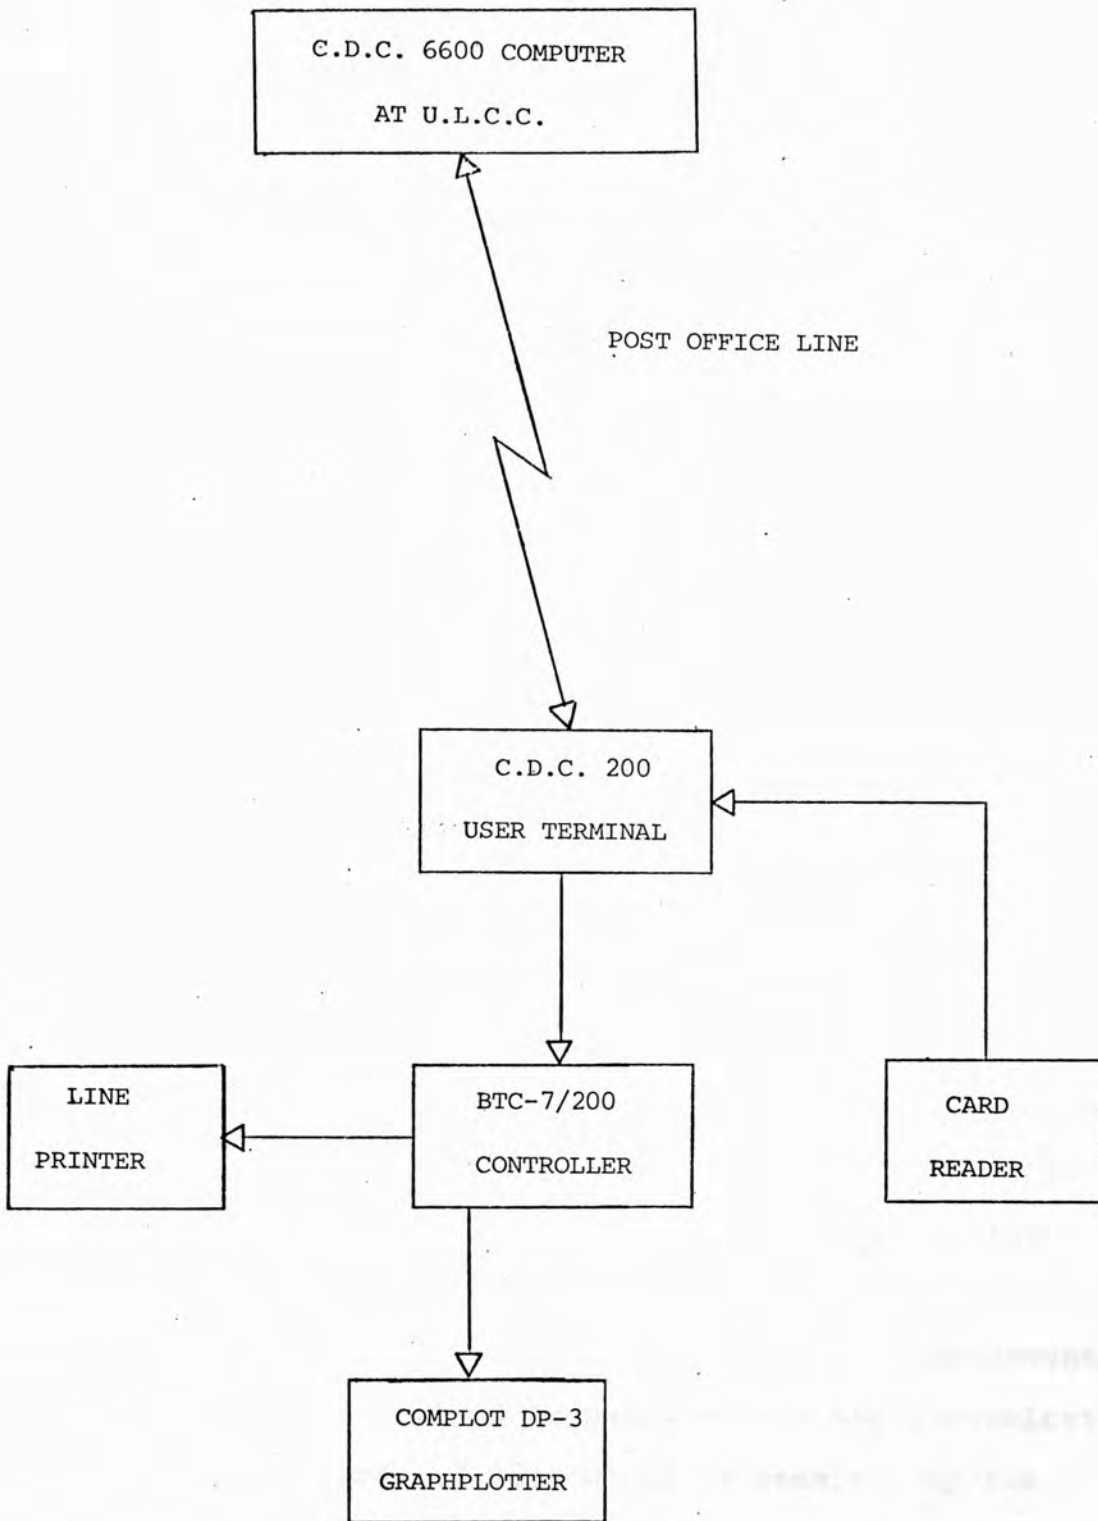 C.D.C. 6600 COMPUTER
AT U.L.C.C.
POST OFFICE LINE
C.D.C. 200
USER TERMINAL
LINE
PRINTER
BTC-7/200
CONTROLLER
CARD
READER
COMPLOT DP-3
GRAPHPLOTTER